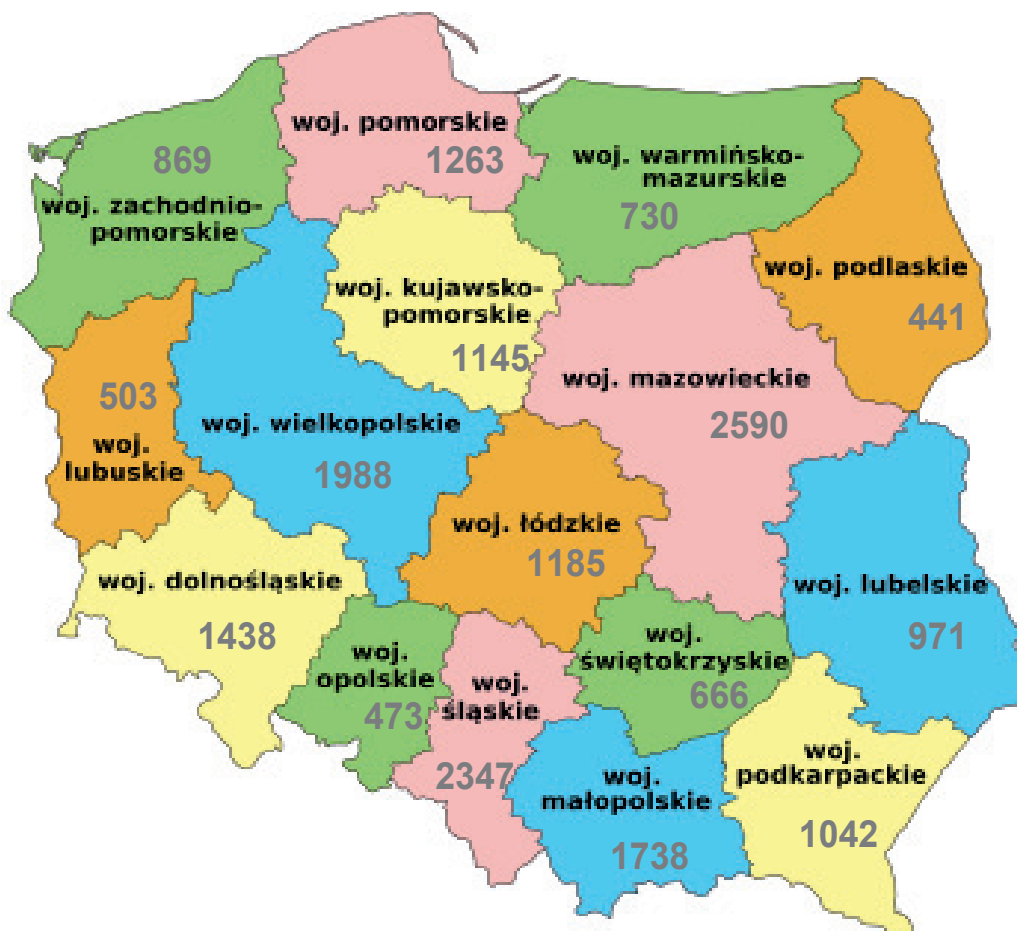 woj. pomorskie
1263
869
woj. zachodnio-
pomorskie
woj. warmińsko-
mazurskie
730
woj. podlaskie
441
woj. kujawsko-
pomorskie
1145
woj. mazowieckie
2590
503
woj.
lubuskie
woj. wielkopolskie
1988
woj. łódzkie
1185
woj. dolnośląskie
1438
woj. lubelskie
971
woj.
opolskie
473
woj.
śląskie
2347
woj.
świętokrzyskie
666
woj.
małopolskie
1738
woj.
podkarpackie
1042